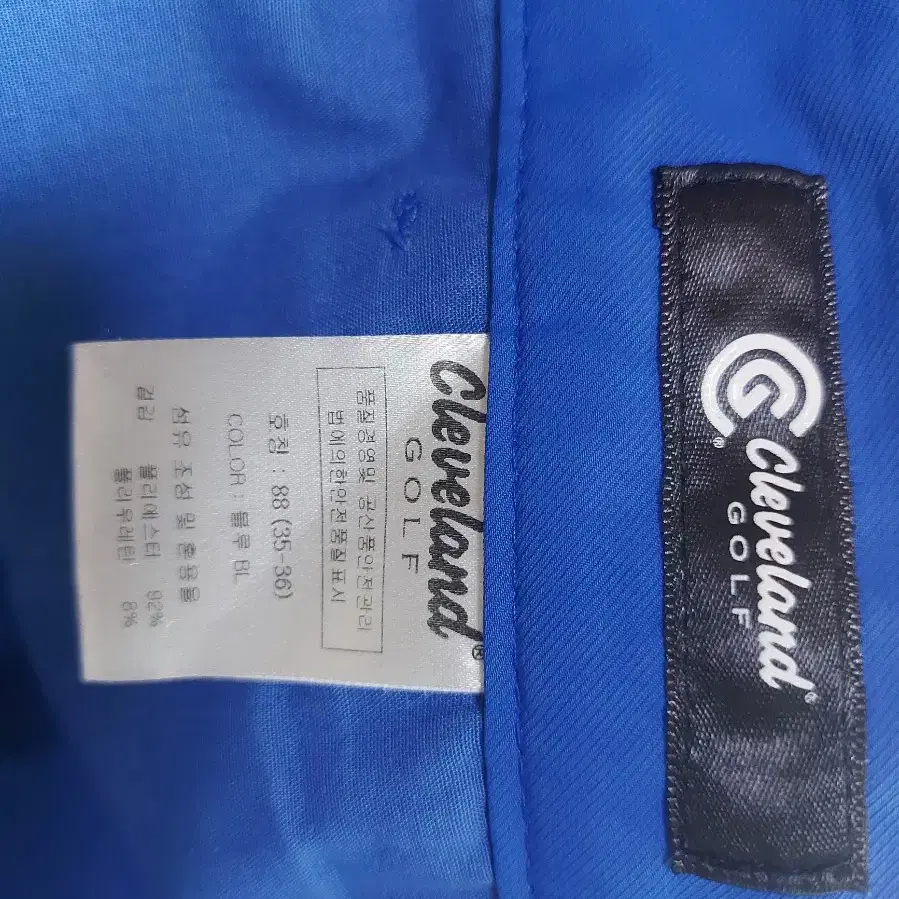 Cleveland®
GOLF
품질경영및 공산품안전관리
법에의한안전품질표시
호칭 : 88 (35-36)
COLOR : 블루 BL
섬유 조성 및 혼용율
겉감 폴리에스터 92%
폴리우레탄 8%
G®
Cleveland®
GOLF